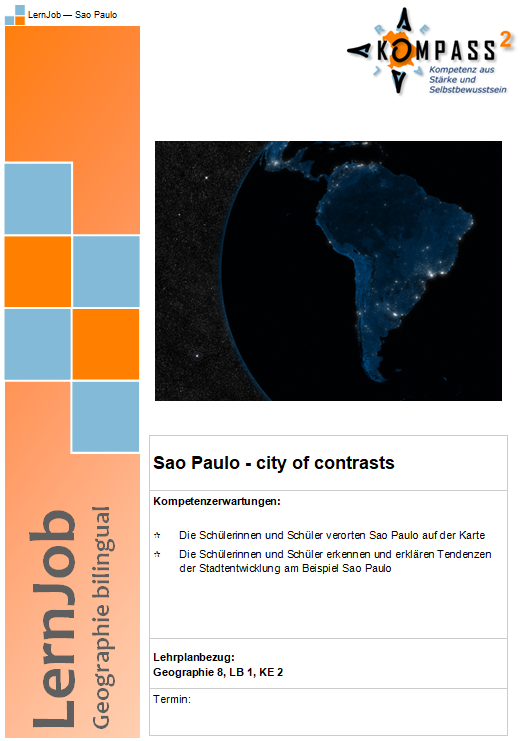 LernJob — Sao Paulo
KOMPASS2
Kompetenz aus
Stärke und
Selbstbewusstsein
Sao Paulo - city of contrasts
Kompetenzerwartungen:
Die Schülerinnen und Schüler verorten Sao Paulo auf der Karte
Die Schülerinnen und Schüler erkennen und erklären Tendenzen
der Stadtentwicklung am Beispiel Sao Paulo
Lehrplanbezug:
Geographie 8, LB 1, KE 2
Termin:
LernJob
Geographie bilingual